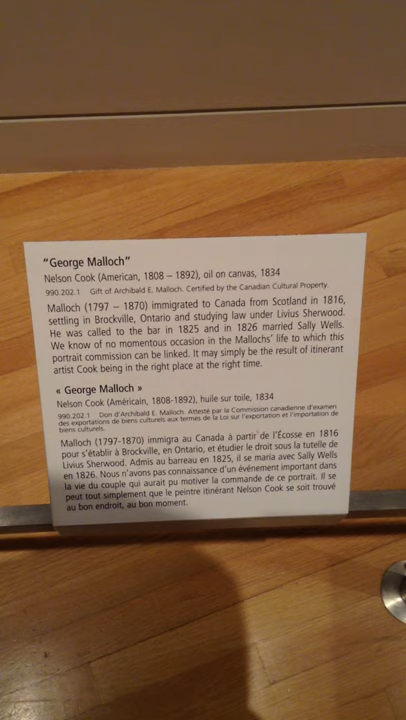 "George Malloch"
Nelson Cook (American, 1808 – 1892), oil on canvas, 1834
990.202.1 Gift of Archibald E. Malloch. Certified by the Canadian Cultural Property.
Malloch (1797 – 1870) immigrated to Canada from Scotland in 1816,
settling in Brockville, Ontario and studying law under Livius Sherwood.
He was called to the bar in 1825 and in 1826 married Sally Wells.
We know of no momentous occasion in the Mallochs' life to which this
portrait commission can be linked. It may simply be the result of itinerant
artist Cook being in the right place at the right time.
« George Malloch »
Nelson Cook (Américain, 1808-1892), huile sur toile, 1834
990.202.1 Don d'Archibald E. Malloch. Attesté par la Commission canadienne d'examen
des exportations de biens culturels aux termes de la Loi sur l'exportation et l'importation de
biens culturels.
Malloch (1797-1870) immigra au Canada à partir de l'Écosse en 1816
pour s'établir à Brockville, en Ontario, et étudier le droit sous la tutelle de
Livius Sherwood. Admis au barreau en 1825, il se maria avec Sally Wells
en 1826. Nous n'avons pas connaissance d'un événement important dans
la vie du couple qui aurait pu motiver la commande de ce portrait. Il se
peut tout simplement que le peintre itinérant Nelson Cook se soit trouvé
au bon endroit, au bon moment.